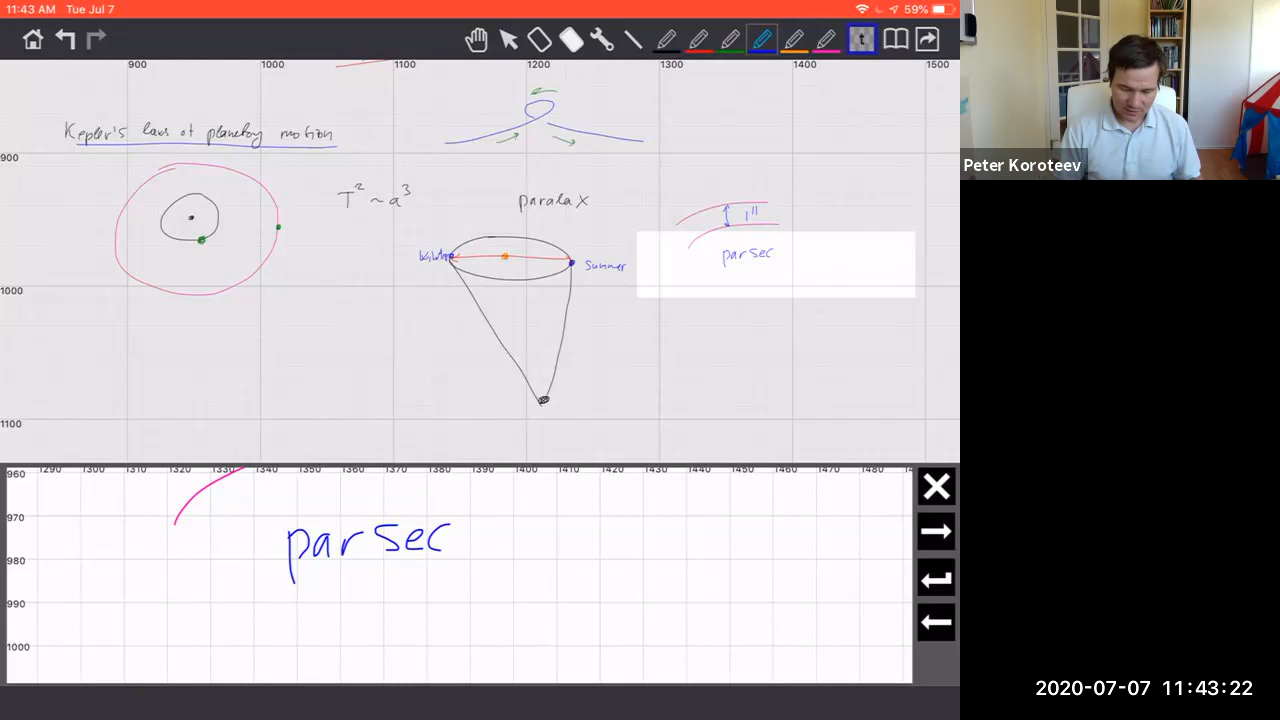 11:43 AM Tue Jul 7
59%
t
900 1000 1100 1200 1300 1400 1500
Kepler's laws of planetary motion
900
T² ~ a³
paralax
1"
parsec
Summer
1000
1100
Peter Koroteev
1290 1300 1310 1320 1330 1340 1350 1360 1370 1380 1390 1400 1410 1420 1430 1440 1450 1460 1470 1480
960
970
parsec
980
990
1000
2020-07-07 11:43:22